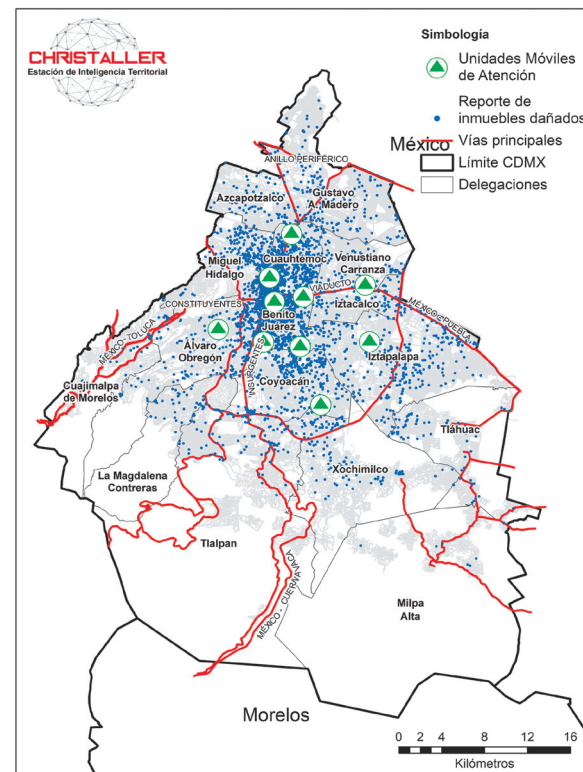 CHRISTALLER
Estación de Inteligencia Territorial
Simbología
Unidades Móviles
de Atención
Reporte de
inmuebles dañados
Vías principales
Límite CDMX
Delegaciones
México
ANILLO PERIFÉRICO
Gustavo
A. Madero
Azcapotzalco
Cuauhtémoc
Venustiano
Carranza
Miguel
Hidalgo
VIADUCTO
Iztacalco
CONSTITUYENTES
MÉXICO - PUEBLA
Benito
Juárez
MÉXICO - TOLUCA
Álvaro
Obregón
Iztapalapa
INSURGENTES
Coyoacán
Cuajimalpa
de Morelos
Tláhuac
Xochimilco
La Magdalena
Contreras
Tlalpan
MÉXICO - CUERNAVACA
Milpa
Alta
Morelos
0 2 4 8 12 16
Kilómetros